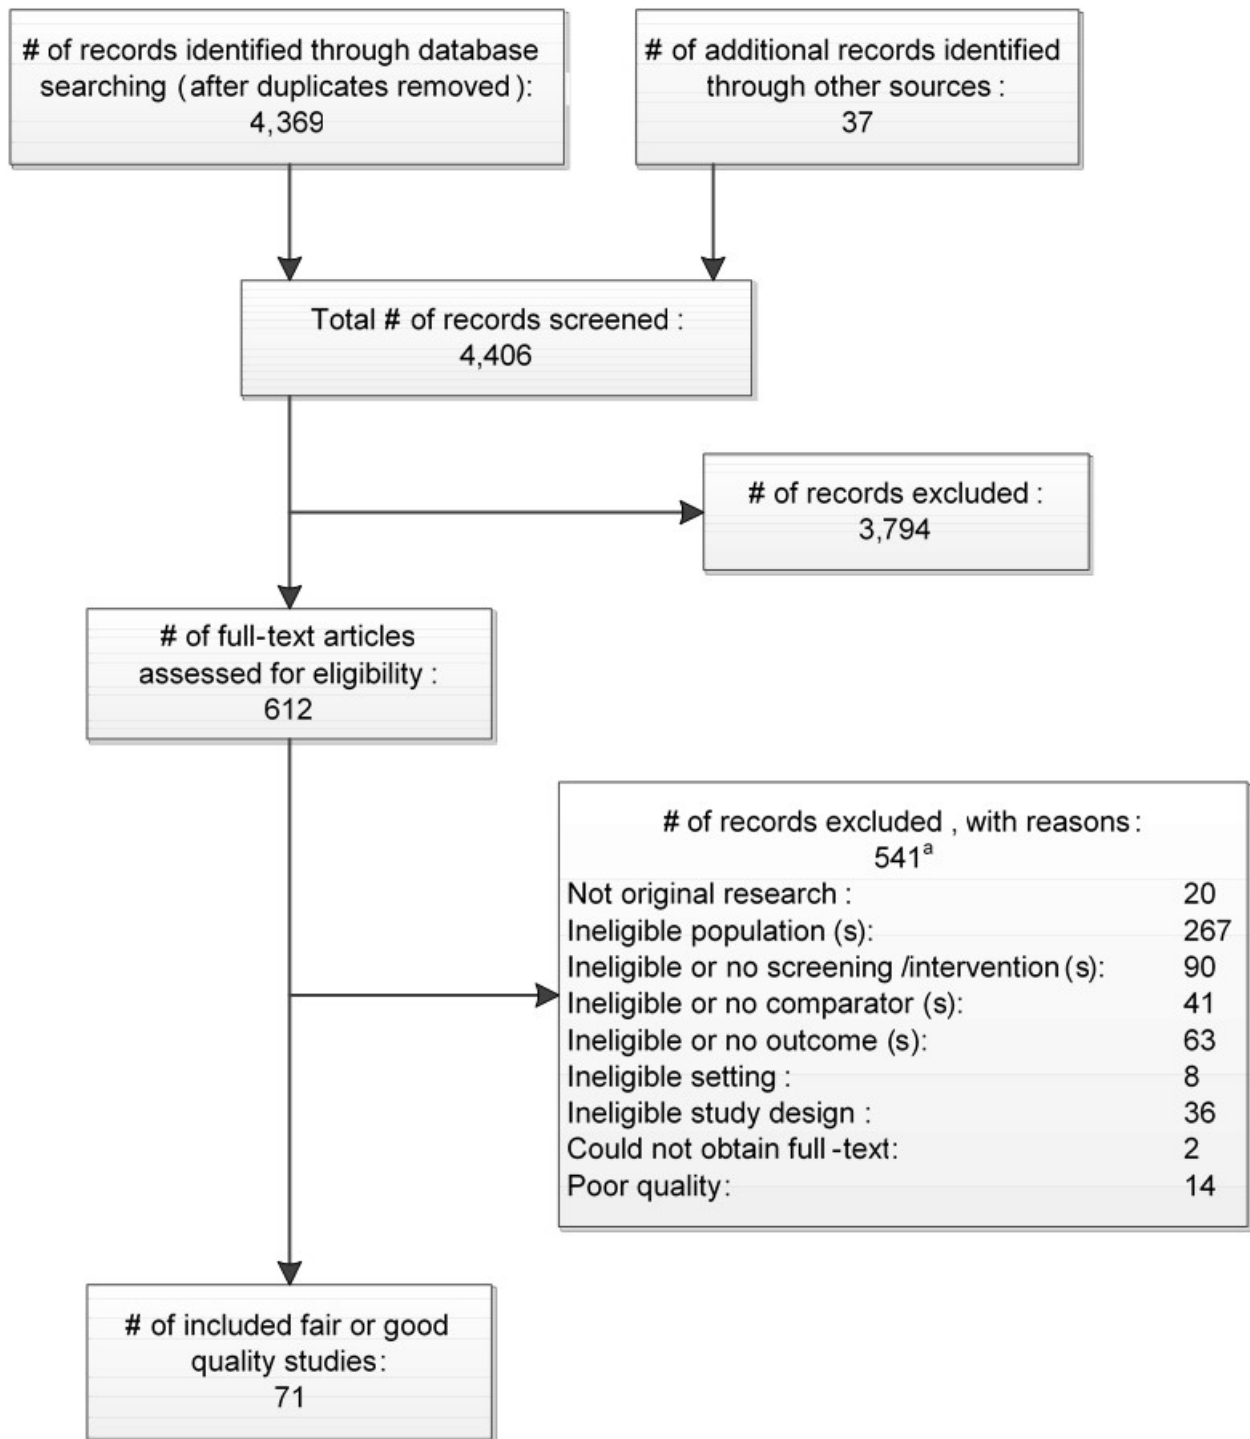 # of records identified through database
searching (after duplicates removed):
4,369
# of additional records identified
through other sources :
37
Total # of records screened :
4,406
# of records excluded :
3,794
# of full-text articles
assessed for eligibility :
612
# of records excluded , with reasons:
541ᵃ
Not original research : 20
Ineligible population (s): 267
Ineligible or no screening /intervention (s): 90
Ineligible or no comparator (s): 41
Ineligible or no outcome (s): 63
Ineligible setting : 8
Ineligible study design : 36
Could not obtain full -text: 2
Poor quality: 14
# of included fair or good
quality studies:
71